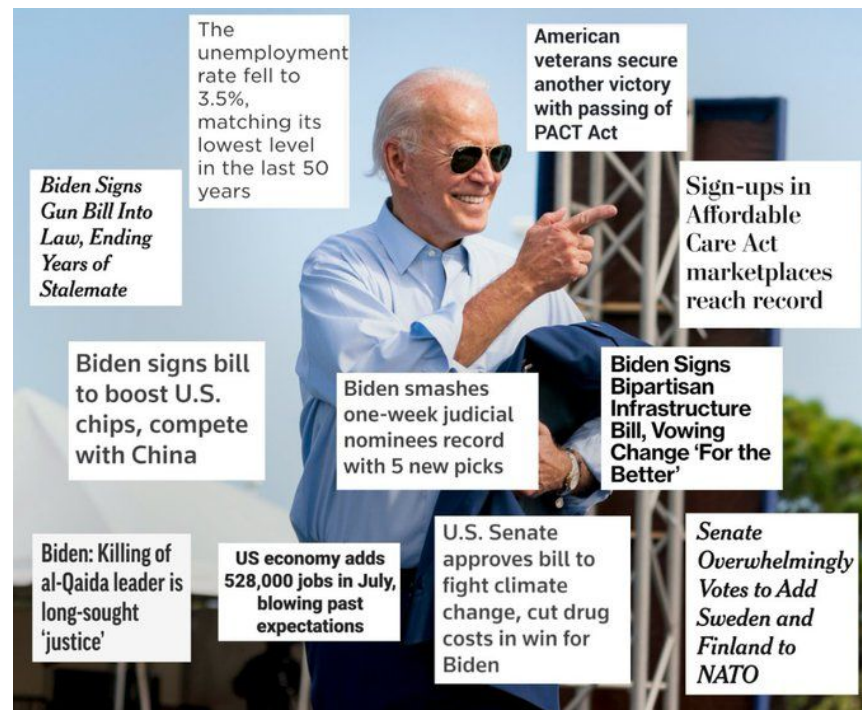 The
unemployment
rate fell to
3.5%,
matching its
lowest level
in the last 50
years
American
veterans secure
another victory
with passing of
PACT Act
Biden Signs
Gun Bill Into
Law, Ending
Years of
Stalemate
Sign-ups in
Affordable
Care Act
marketplaces
reach record
Biden signs bill
to boost U.S.
chips, compete
with China
Biden smashes
one-week judicial
nominees record
with 5 new picks
Biden Signs
Bipartisan
Infrastructure
Bill, Vowing
Change ‘For the
Better’
Biden: Killing of
al-Qaida leader is
long-sought
‘justice’
US economy adds
528,000 jobs in July,
blowing past
expectations
U.S. Senate
approves bill to
fight climate
change, cut drug
costs in win for
Biden
Senate
Overwhelmingly
Votes to Add
Sweden and
Finland to
NATO